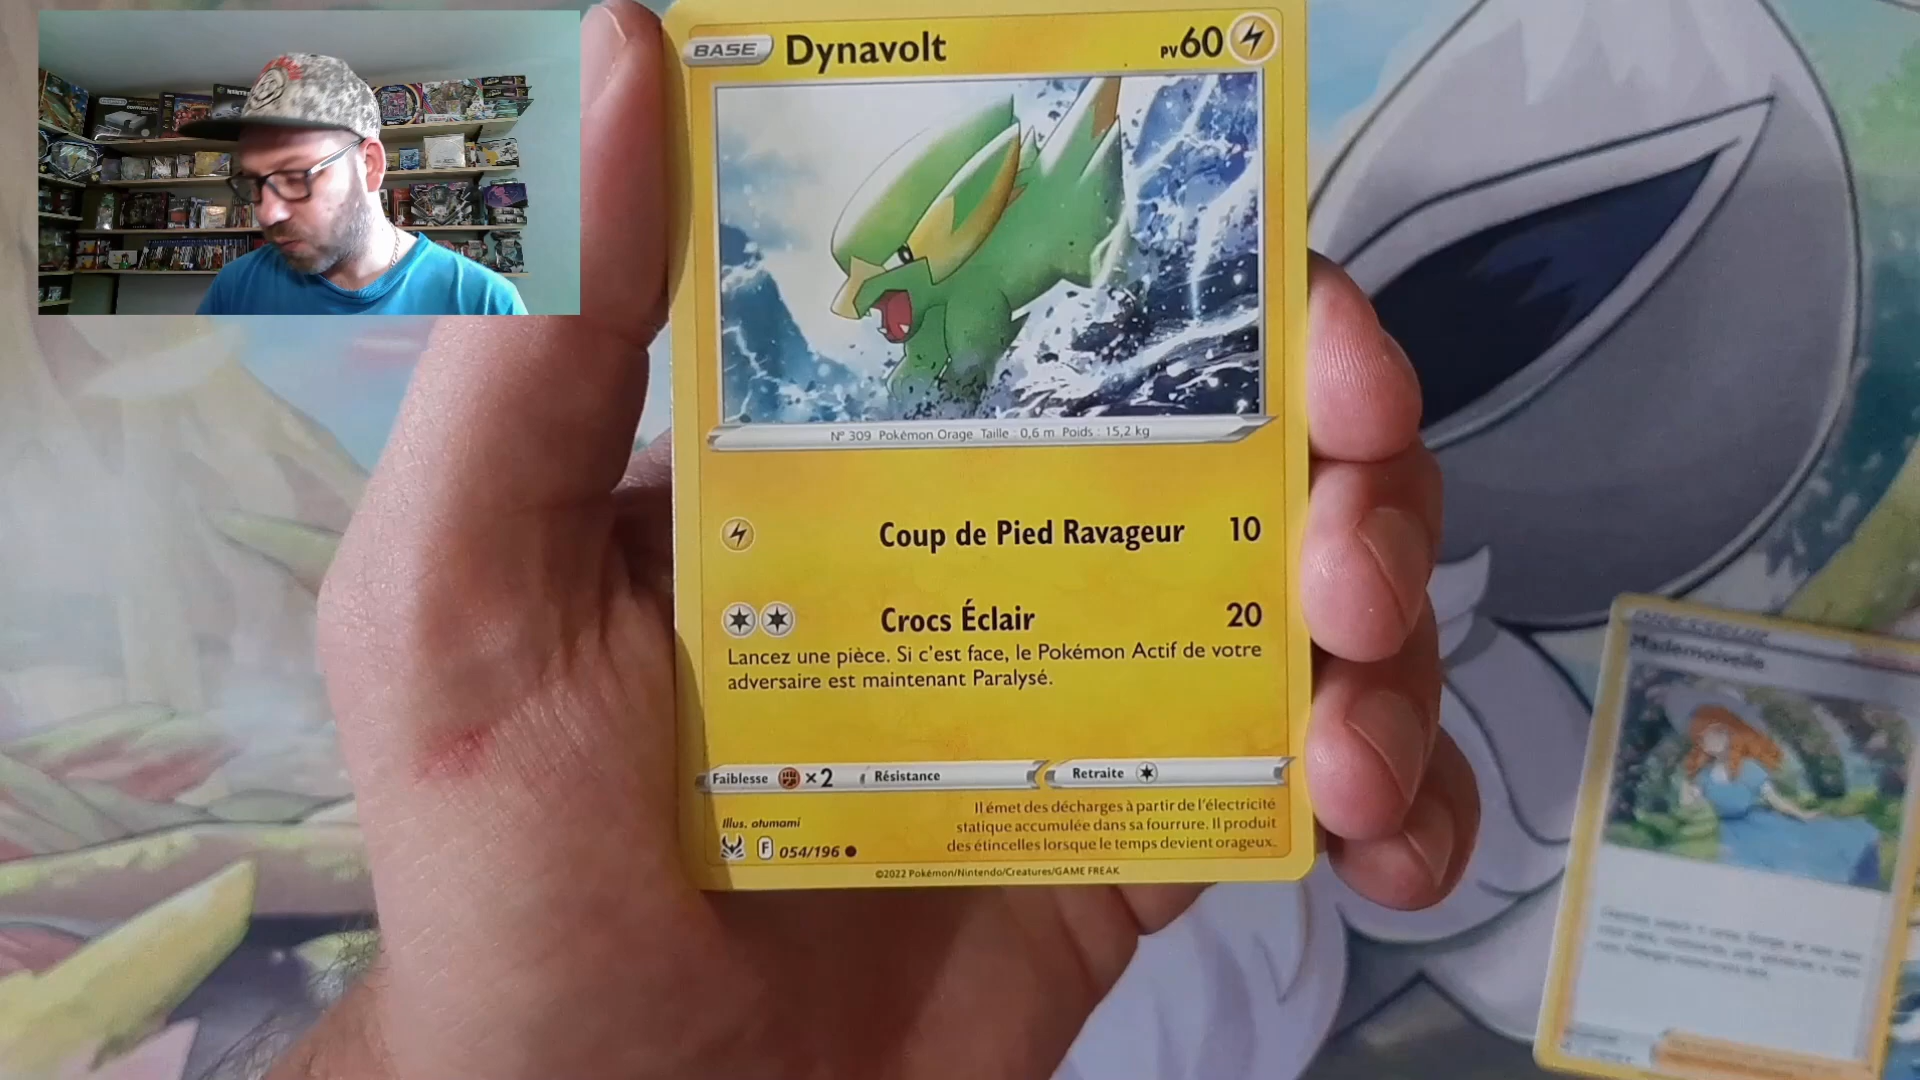 BASE Dynavolt PV60
N° 309 Pokémon Orage Taille : 0,6 m Poids : 15,2 kg
Coup de Pied Ravageur 10
Crocs Éclair 20
Lancez une pièce. Si c'est face, le Pokémon Actif de votre
adversaire est maintenant Paralysé.
Faiblesse ×2 Résistance Retraite
Il émet des décharges à partir de l'électricité
statique accumulée dans sa fourrure. Il produit
des étincelles lorsque le temps devient orageux.
Illus. otumami
F 054/196
©2022 Pokémon/Nintendo/Creatures/GAME FREAK
Mademoiselle